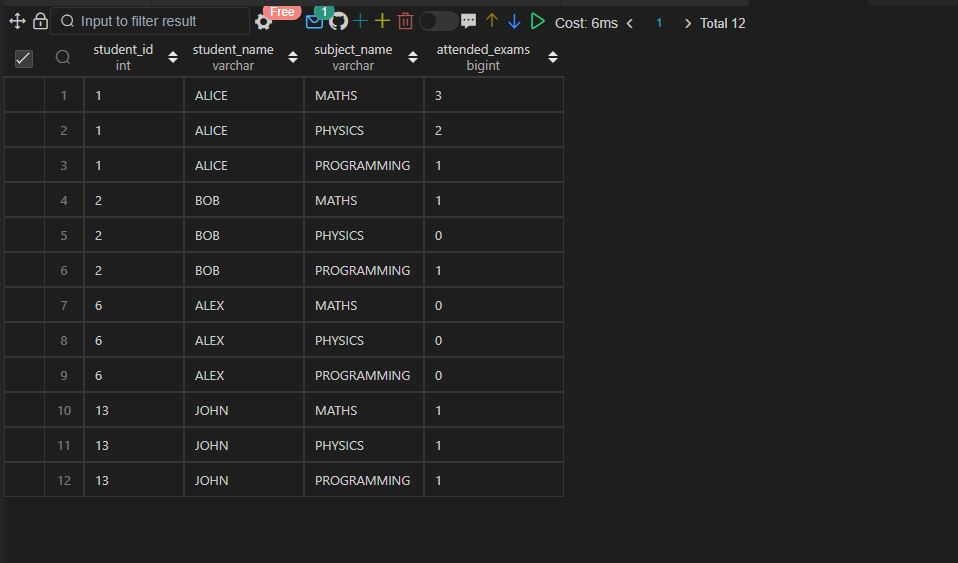 Free 1
Input to filter result Cost: 6ms 1 Total 12
student_id student_name subject_name attended_exams
int varchar varchar bigint
1 1 ALICE MATHS 3
2 1 ALICE PHYSICS 2
3 1 ALICE PROGRAMMING 1
4 2 BOB MATHS 1
5 2 BOB PHYSICS 0
6 2 BOB PROGRAMMING 1
7 6 ALEX MATHS 0
8 6 ALEX PHYSICS 0
9 6 ALEX PROGRAMMING 0
10 13 JOHN MATHS 1
11 13 JOHN PHYSICS 1
12 13 JOHN PROGRAMMING 1